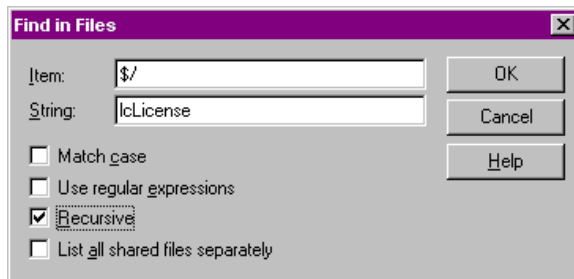 Find in Files
Item: $/ OK
String: lcLicense Cancel
Match case Help
Use regular expressions
Recursive
List all shared files separately